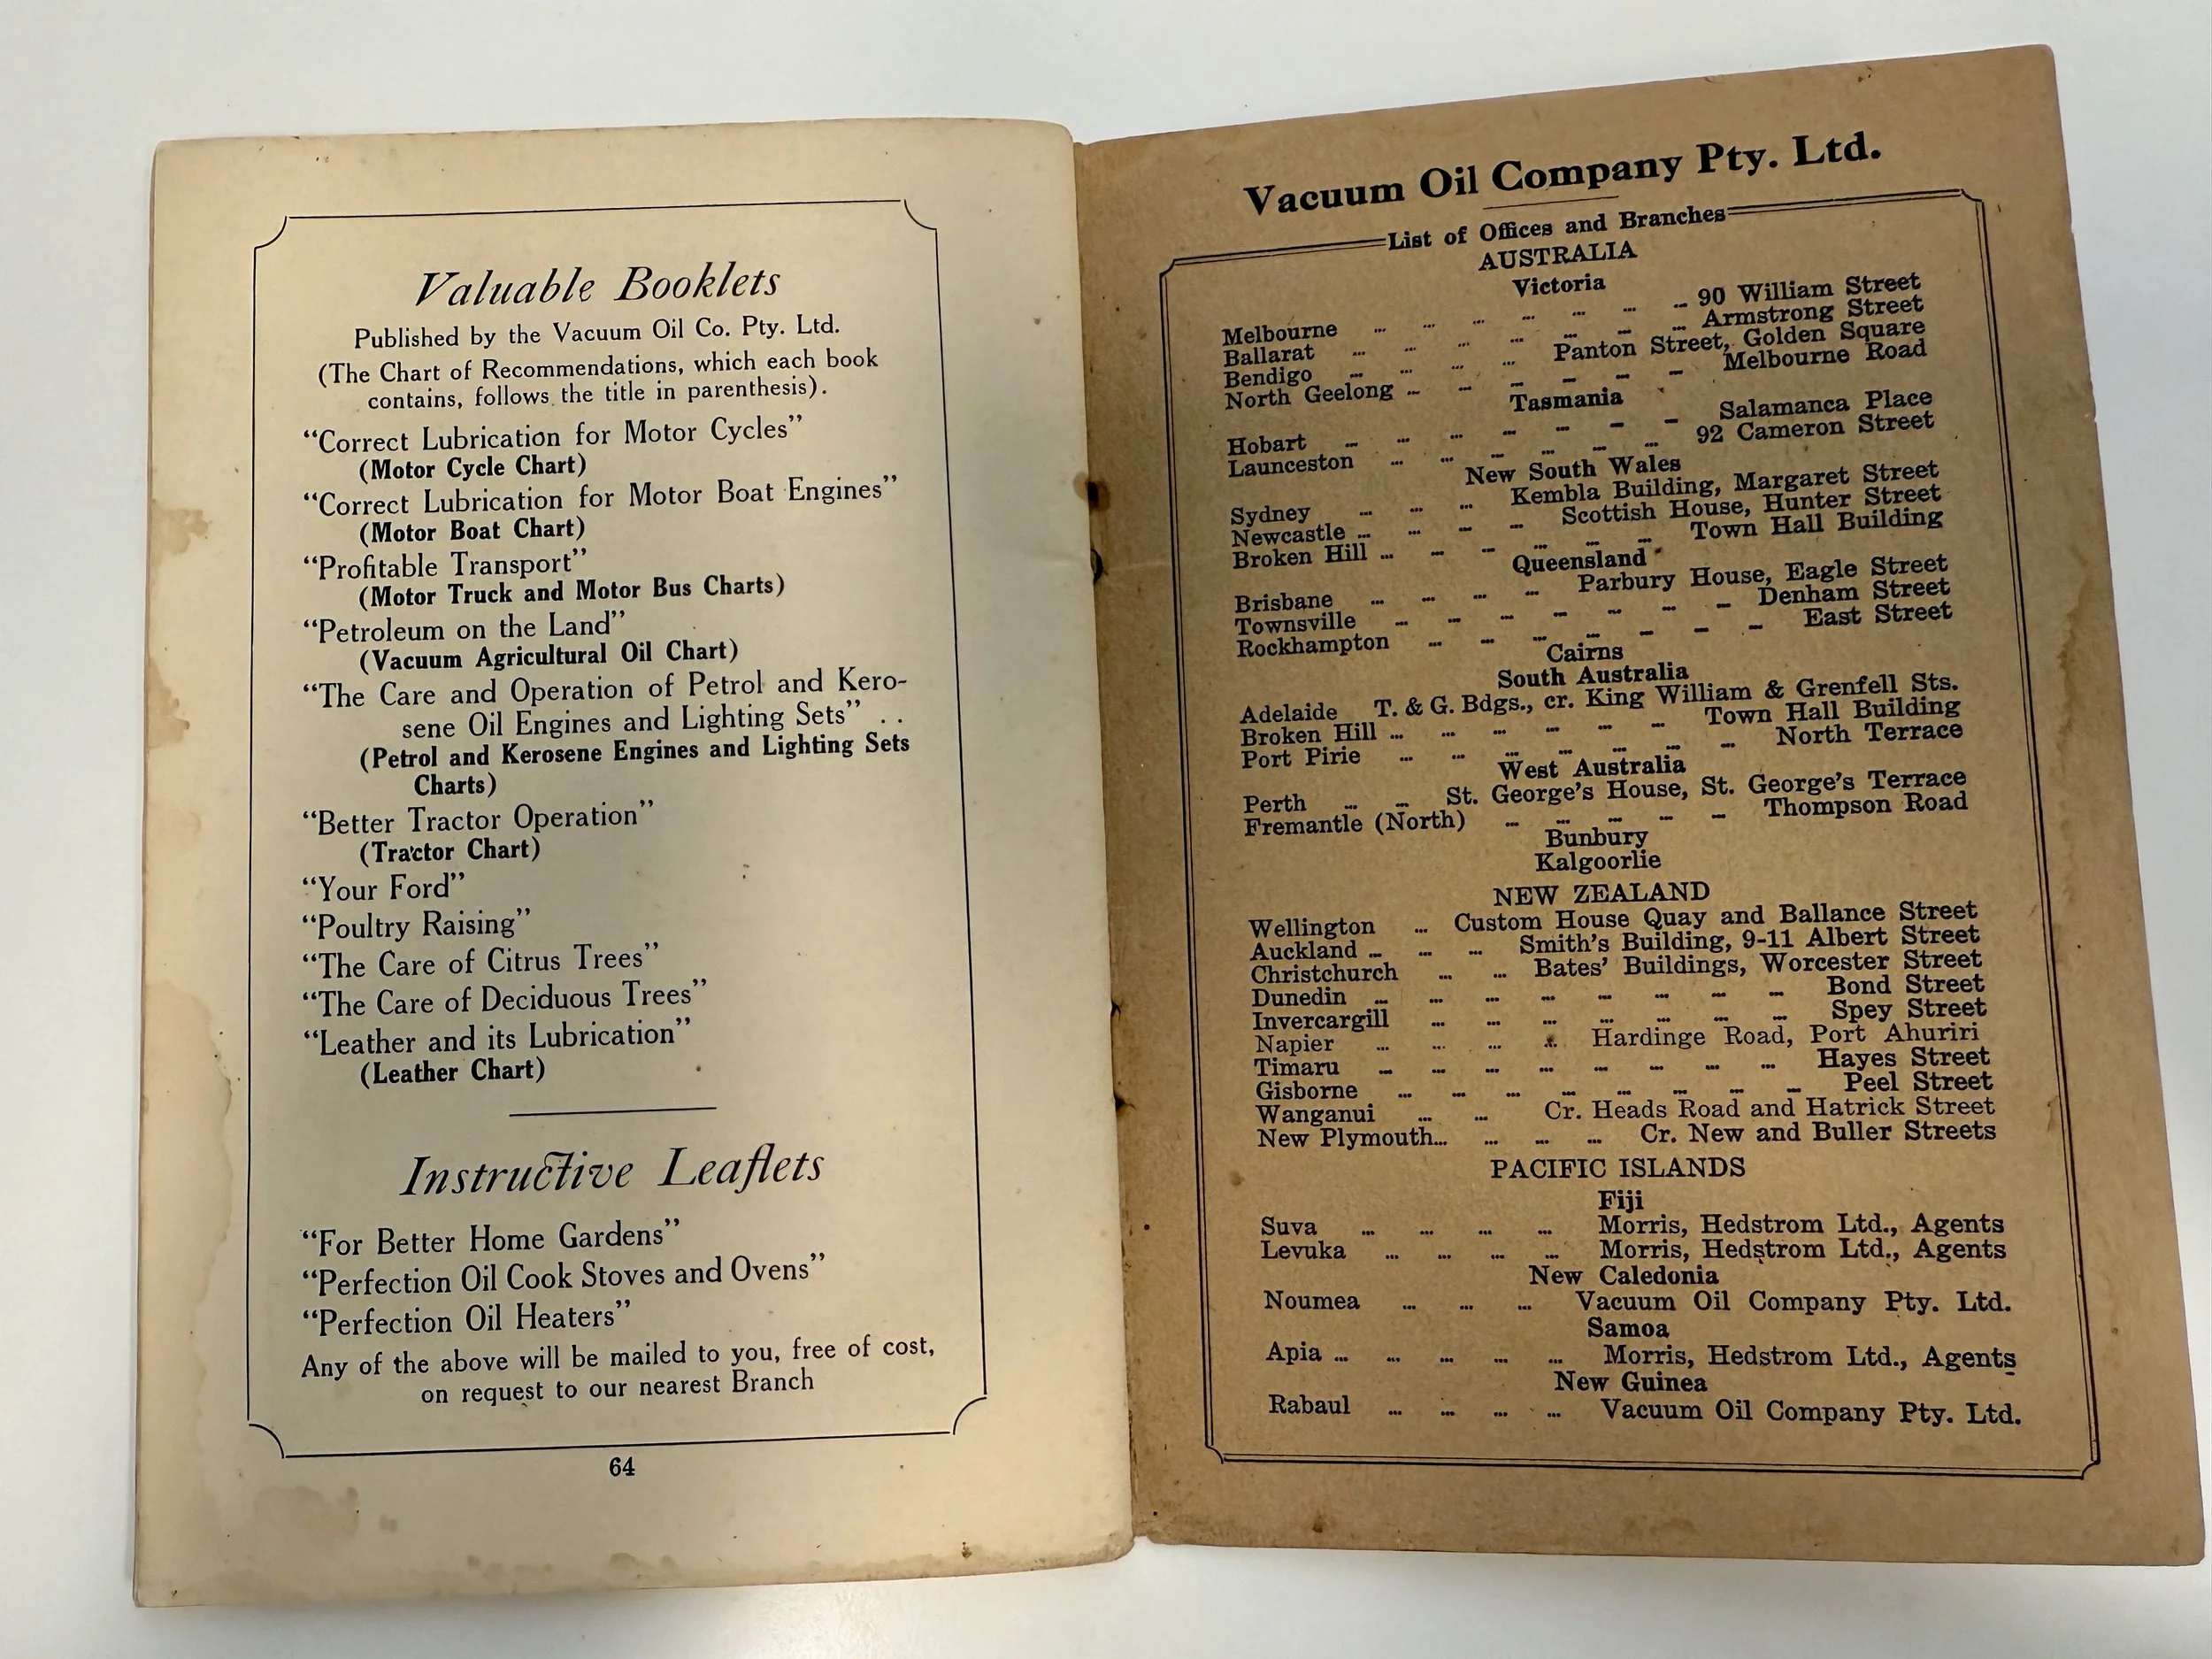 Valuable Booklets
Published by the Vacuum Oil Co. Pty. Ltd.
(The Chart of Recommendations, which each book
contains, follows the title in parenthesis).
“Correct Lubrication for Motor Cycles”
(Motor Cycle Chart)
“Correct Lubrication for Motor Boat Engines”
(Motor Boat Chart)
“Profitable Transport”
(Motor Truck and Motor Bus Charts)
“Petroleum on the Land”
(Vacuum Agricultural Oil Chart)
“The Care and Operation of Petrol and Kero-
sene Oil Engines and Lighting Sets” . .
(Petrol and Kerosene Engines and Lighting Sets
Charts)
“Better Tractor Operation”
(Tractor Chart)
“Your Ford”
“Poultry Raising”
“The Care of Citrus Trees”
“The Care of Deciduous Trees”
“Leather and its Lubrication”
(Leather Chart)
Instructive Leaflets
“For Better Home Gardens”
“Perfection Oil Cook Stoves and Ovens”
“Perfection Oil Heaters”
Any of the above will be mailed to you, free of cost,
on request to our nearest Branch
64
Vacuum Oil Company Pty. Ltd.
List of Offices and Branches
AUSTRALIA
Victoria
Melbourne ... ... ... ... ... ... ... 90 William Street
Ballarat ... ... ... ... ... ... ... Armstrong Street
Bendigo ... ... ... ... Panton Street, Golden Square
North Geelong ... ... ... ... ... ... Melbourne Road
Tasmania
Hobart ... ... ... ... ... ... ... Salamanca Place
Launceston ... ... ... ... ... ... 92 Cameron Street
New South Wales
Sydney ... ... ... Kembla Building, Margaret Street
Newcastle ... ... ... ... Scottish House, Hunter Street
Broken Hill ... ... ... ... ... ... Town Hall Building
Queensland
Brisbane ... ... ... ... Parbury House, Eagle Street
Townsville ... ... ... ... ... ... ... Denham Street
Rockhampton ... ... ... ... ... ... ... East Street
Cairns
South Australia
Adelaide T. & G. Bdgs., cr. King William & Grenfell Sts.
Broken Hill ... ... ... ... ... ... Town Hall Building
Port Pirie ... ... ... ... ... ... ... North Terrace
West Australia
Perth ... ... St. George’s House, St. George’s Terrace
Fremantle (North) ... ... ... ... ... Thompson Road
Bunbury
Kalgoorlie
NEW ZEALAND
Wellington ... Custom House Quay and Ballance Street
Auckland ... ... ... Smith’s Building, 9-11 Albert Street
Christchurch ... ... Bates’ Buildings, Worcester Street
Dunedin ... ... ... ... ... ... ... ... Bond Street
Invercargill ... ... ... ... ... ... ... Spey Street
Napier ... ... ... ... Hardinge Road, Port Ahuriri
Timaru ... ... ... ... ... ... ... ... Hayes Street
Gisborne ... ... ... ... ... ... ... ... Peel Street
Wanganui ... ... Cr. Heads Road and Hatrick Street
New Plymouth... ... ... ... Cr. New and Buller Streets
PACIFIC ISLANDS
Fiji
Suva ... ... ... ... Morris, Hedstrom Ltd., Agents
Levuka ... ... ... ... Morris, Hedstrom Ltd., Agents
New Caledonia
Noumea ... ... ... Vacuum Oil Company Pty. Ltd.
Samoa
Apia ... ... ... ... ... Morris, Hedstrom Ltd., Agents
New Guinea
Rabaul ... ... ... ... Vacuum Oil Company Pty. Ltd.